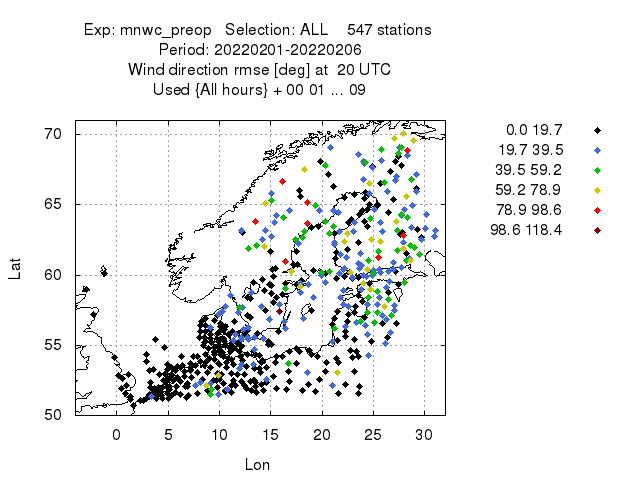 Exp: mnwc_preop Selection: ALL 547 stations
Period: 20220201-20220206
Wind direction rmse [deg] at 20 UTC
Used {All hours} + 00 01 ... 09
0.0 19.7
19.7 39.5
39.5 59.2
59.2 78.9
78.9 98.6
98.6 118.4
70
65
60
55
50
Lat
0 5 10 15 20 25 30
Lon